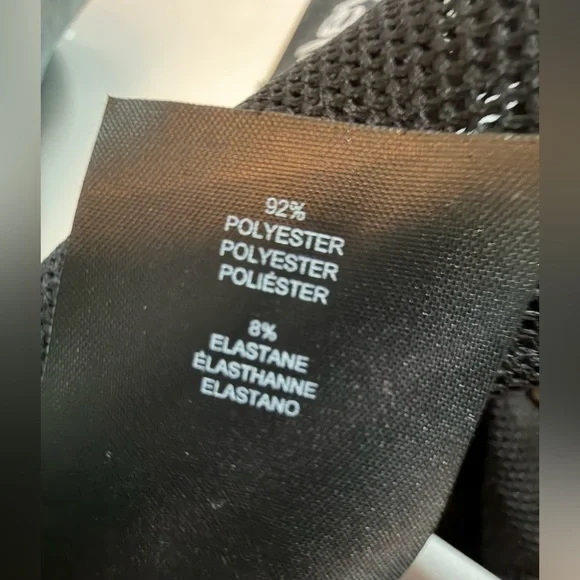 92%
POLYESTER
POLYESTER
POLIÉSTER
8%
ELASTANE
ÉLASTHANNE
ELASTANO